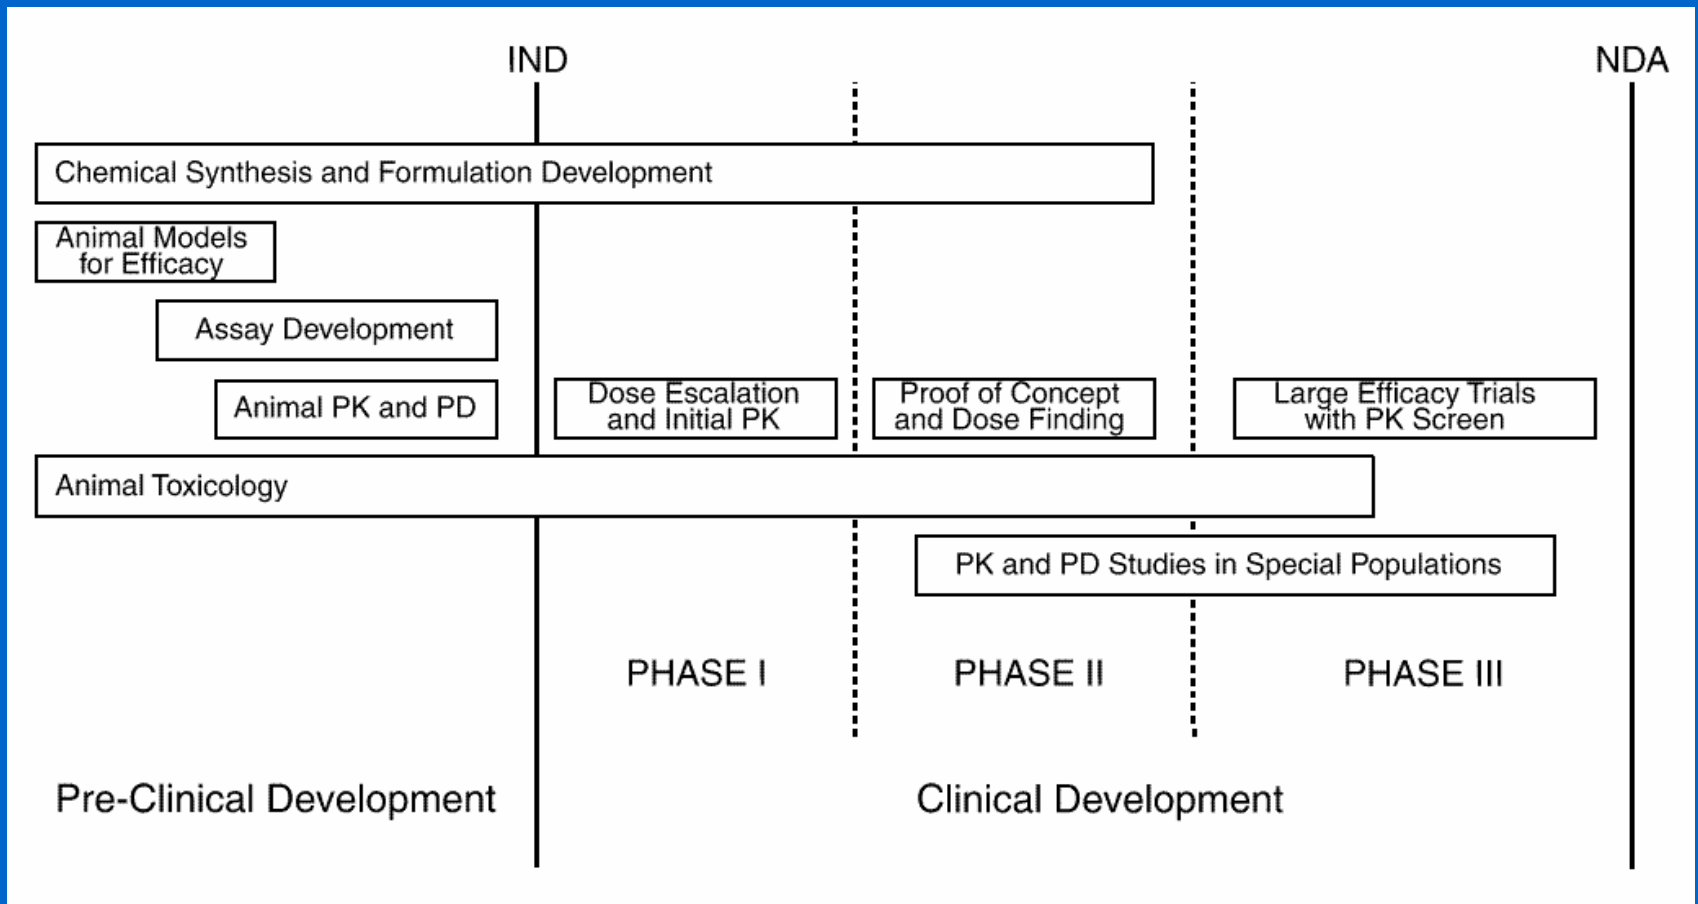 IND
NDA
Chemical Synthesis and Formulation Development
Animal Models
for Efficacy
Assay Development
Animal PK and PD
Dose Escalation
and Initial PK
Proof of Concept
and Dose Finding
Large Efficacy Trials
with PK Screen
Animal Toxicology
PK and PD Studies in Special Populations
PHASE I
PHASE II
PHASE III
Pre-Clinical Development
Clinical Development